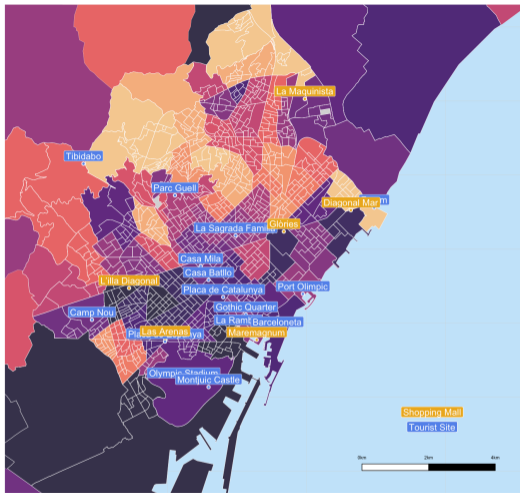 La Maquinista
Tibidabo
Parc Guell
Diagonal Mar
La Sagrada Familia
Glòries
Casa Mila
Casa Batllo
L'illa Diagonal
Placa de Catalunya
Port Olimpic
Gothic Quarter
Camp Nou
La Ramb
Barceloneta
Las Arenas
Maremagnum
Olympic Stadium
Montjuic Castle
Shopping Mall
Tourist Site
0km 2km 4km